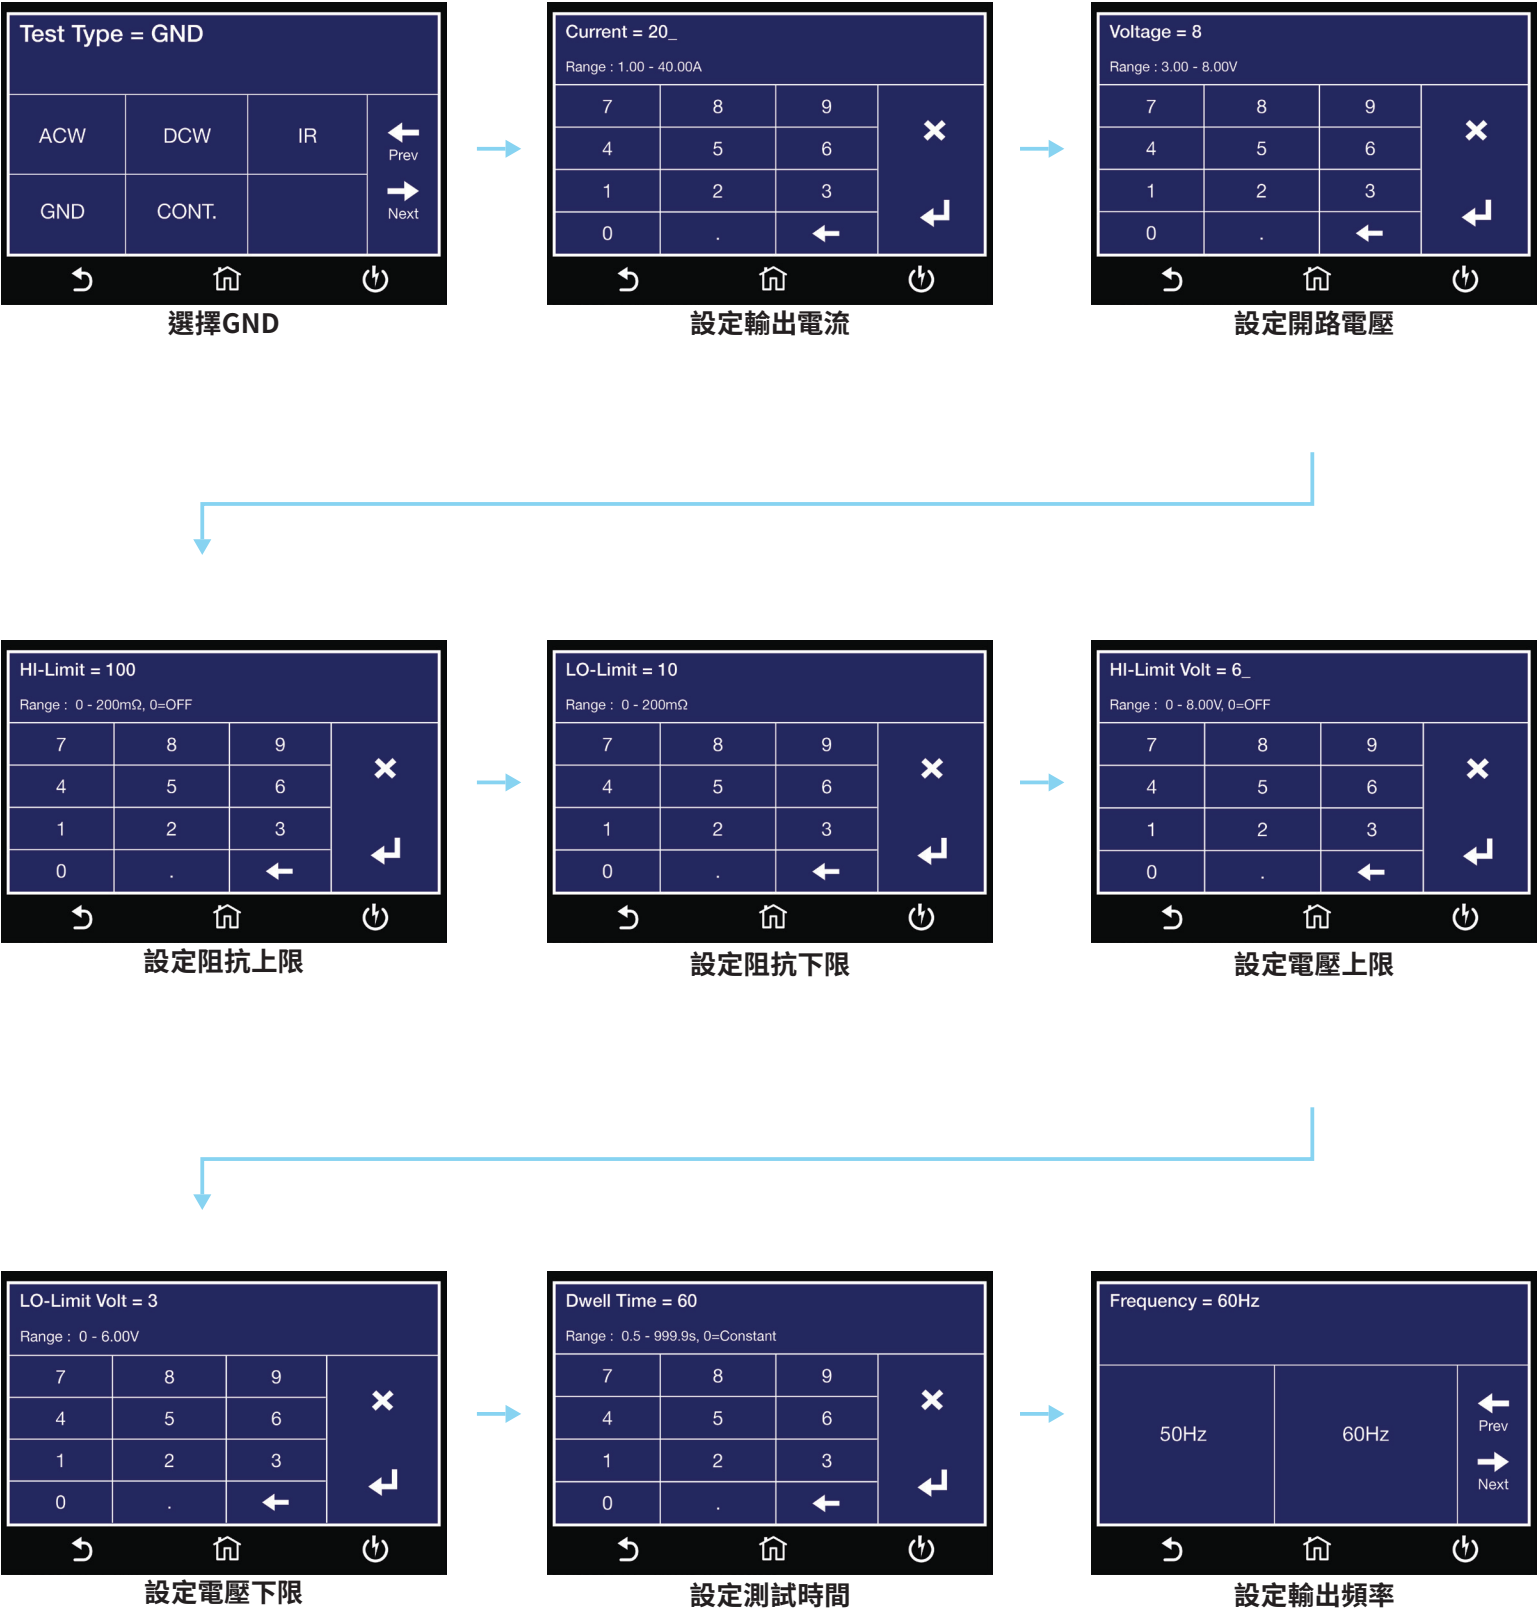 Test Type = GND
ACW DCW IR
Prev
GND CONT.
Next
選擇GND
Current = 20_
Range : 1.00 - 40.00A
7 8 9
4 5 6
1 2 3
0 .
設定輸出電流
Voltage = 8
Range : 3.00 - 8.00V
7 8 9
4 5 6
1 2 3
0 .
設定開路電壓
HI-Limit = 100
Range : 0 - 200mΩ, 0=OFF
7 8 9
4 5 6
1 2 3
0 .
設定阻抗上限
LO-Limit = 10
Range : 0 - 200mΩ
7 8 9
4 5 6
1 2 3
0 .
設定阻抗下限
HI-Limit Volt = 6_
Range : 0 - 8.00V, 0=OFF
7 8 9
4 5 6
1 2 3
0 .
設定電壓上限
LO-Limit Volt = 3
Range : 0 - 6.00V
7 8 9
4 5 6
1 2 3
0 .
設定電壓下限
Dwell Time = 60
Range : 0.5 - 999.9s, 0=Constant
7 8 9
4 5 6
1 2 3
0 .
設定測試時間
Frequency = 60Hz
50Hz 60Hz
Prev
Next
設定輸出頻率